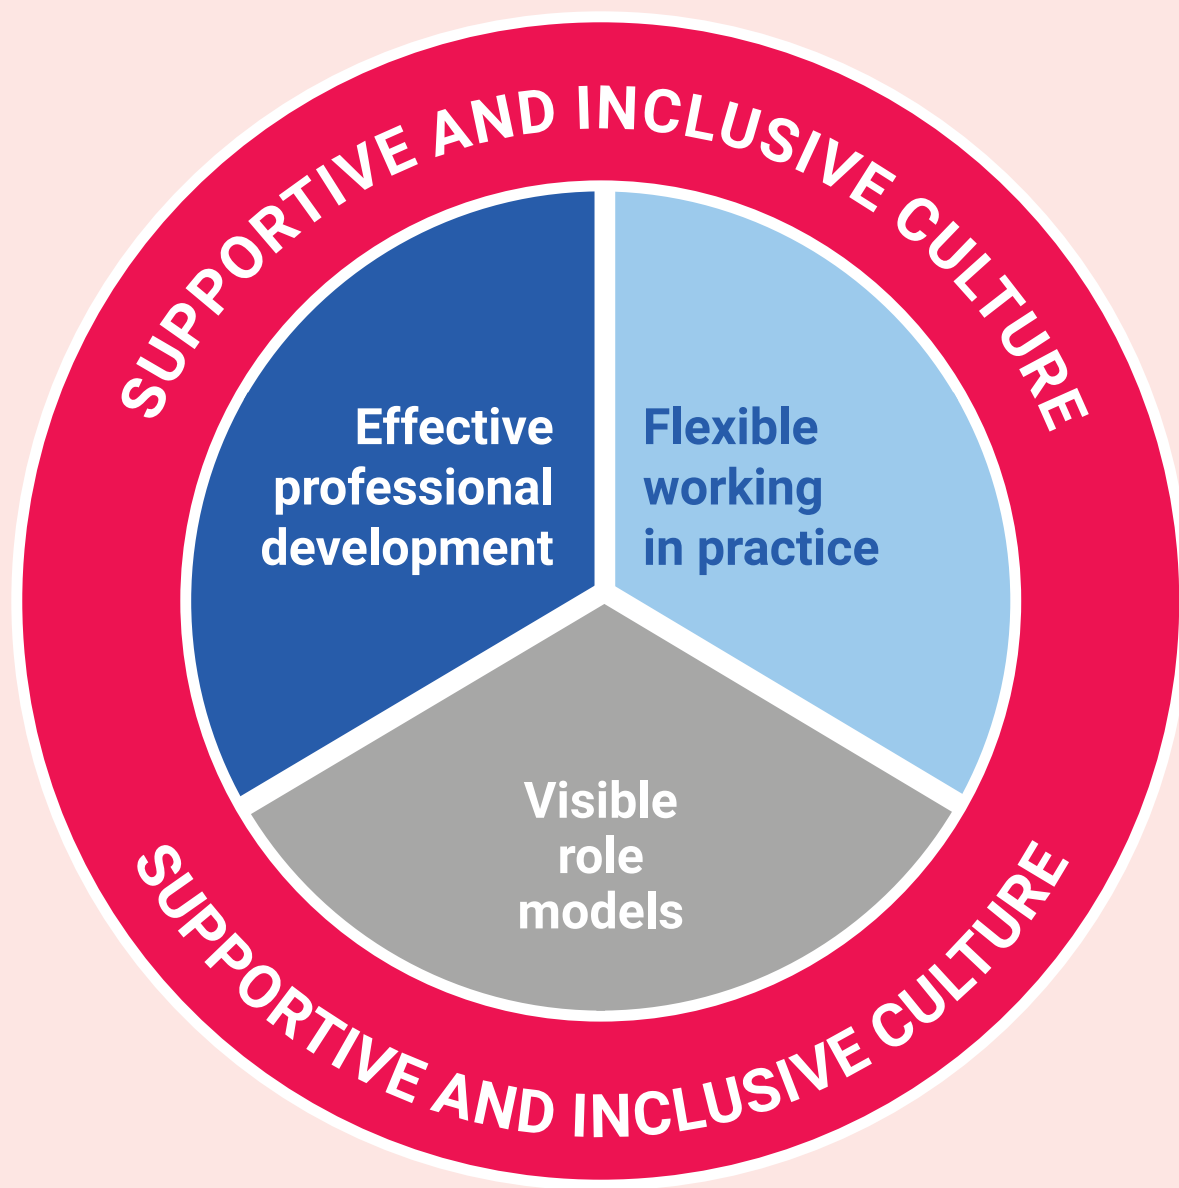 SUPPORTIVE AND INCLUSIVE CULTURE
Effective
professional
development
Flexible
working
in practice
Visible
role
models
SUPPORTIVE AND INCLUSIVE CULTURE